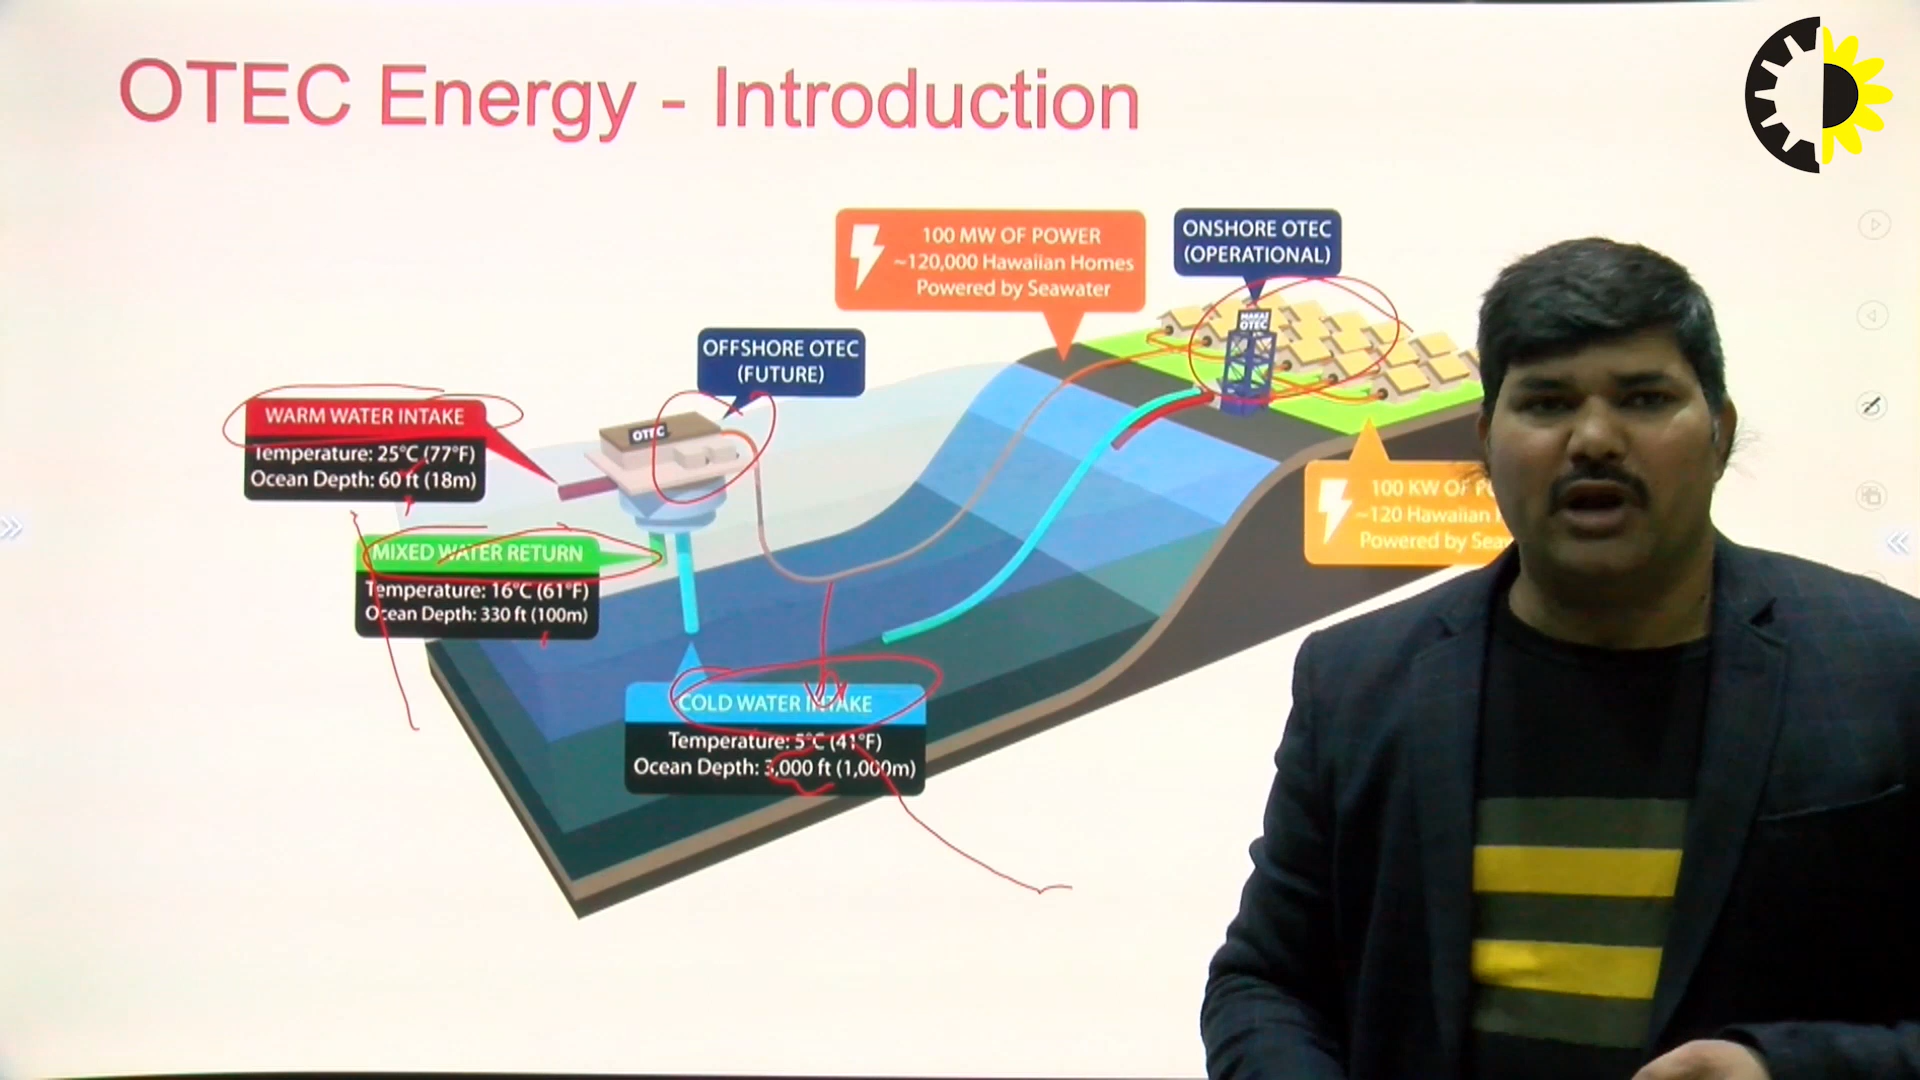 OTEC Energy - Introduction
100 MW OF POWER
~120,000 Hawaiian Homes
Powered by Seawater
ONSHORE OTEC
(OPERATIONAL)
MAKAI
OTEC
OFFSHORE OTEC
(FUTURE)
WARM WATER INTAKE
Temperature: 25°C (77°F)
Ocean Depth: 60 ft (18m)
OTEC
100 KW OF
~120 Hawaiian
Powered by
MIXED WATER RETURN
Temperature: 16°C (61°F)
Ocean Depth: 330 ft (100m)
COLD WATER INTAKE
Temperature: 5°C (41°F)
Ocean Depth: 3,000 ft (1,000m)